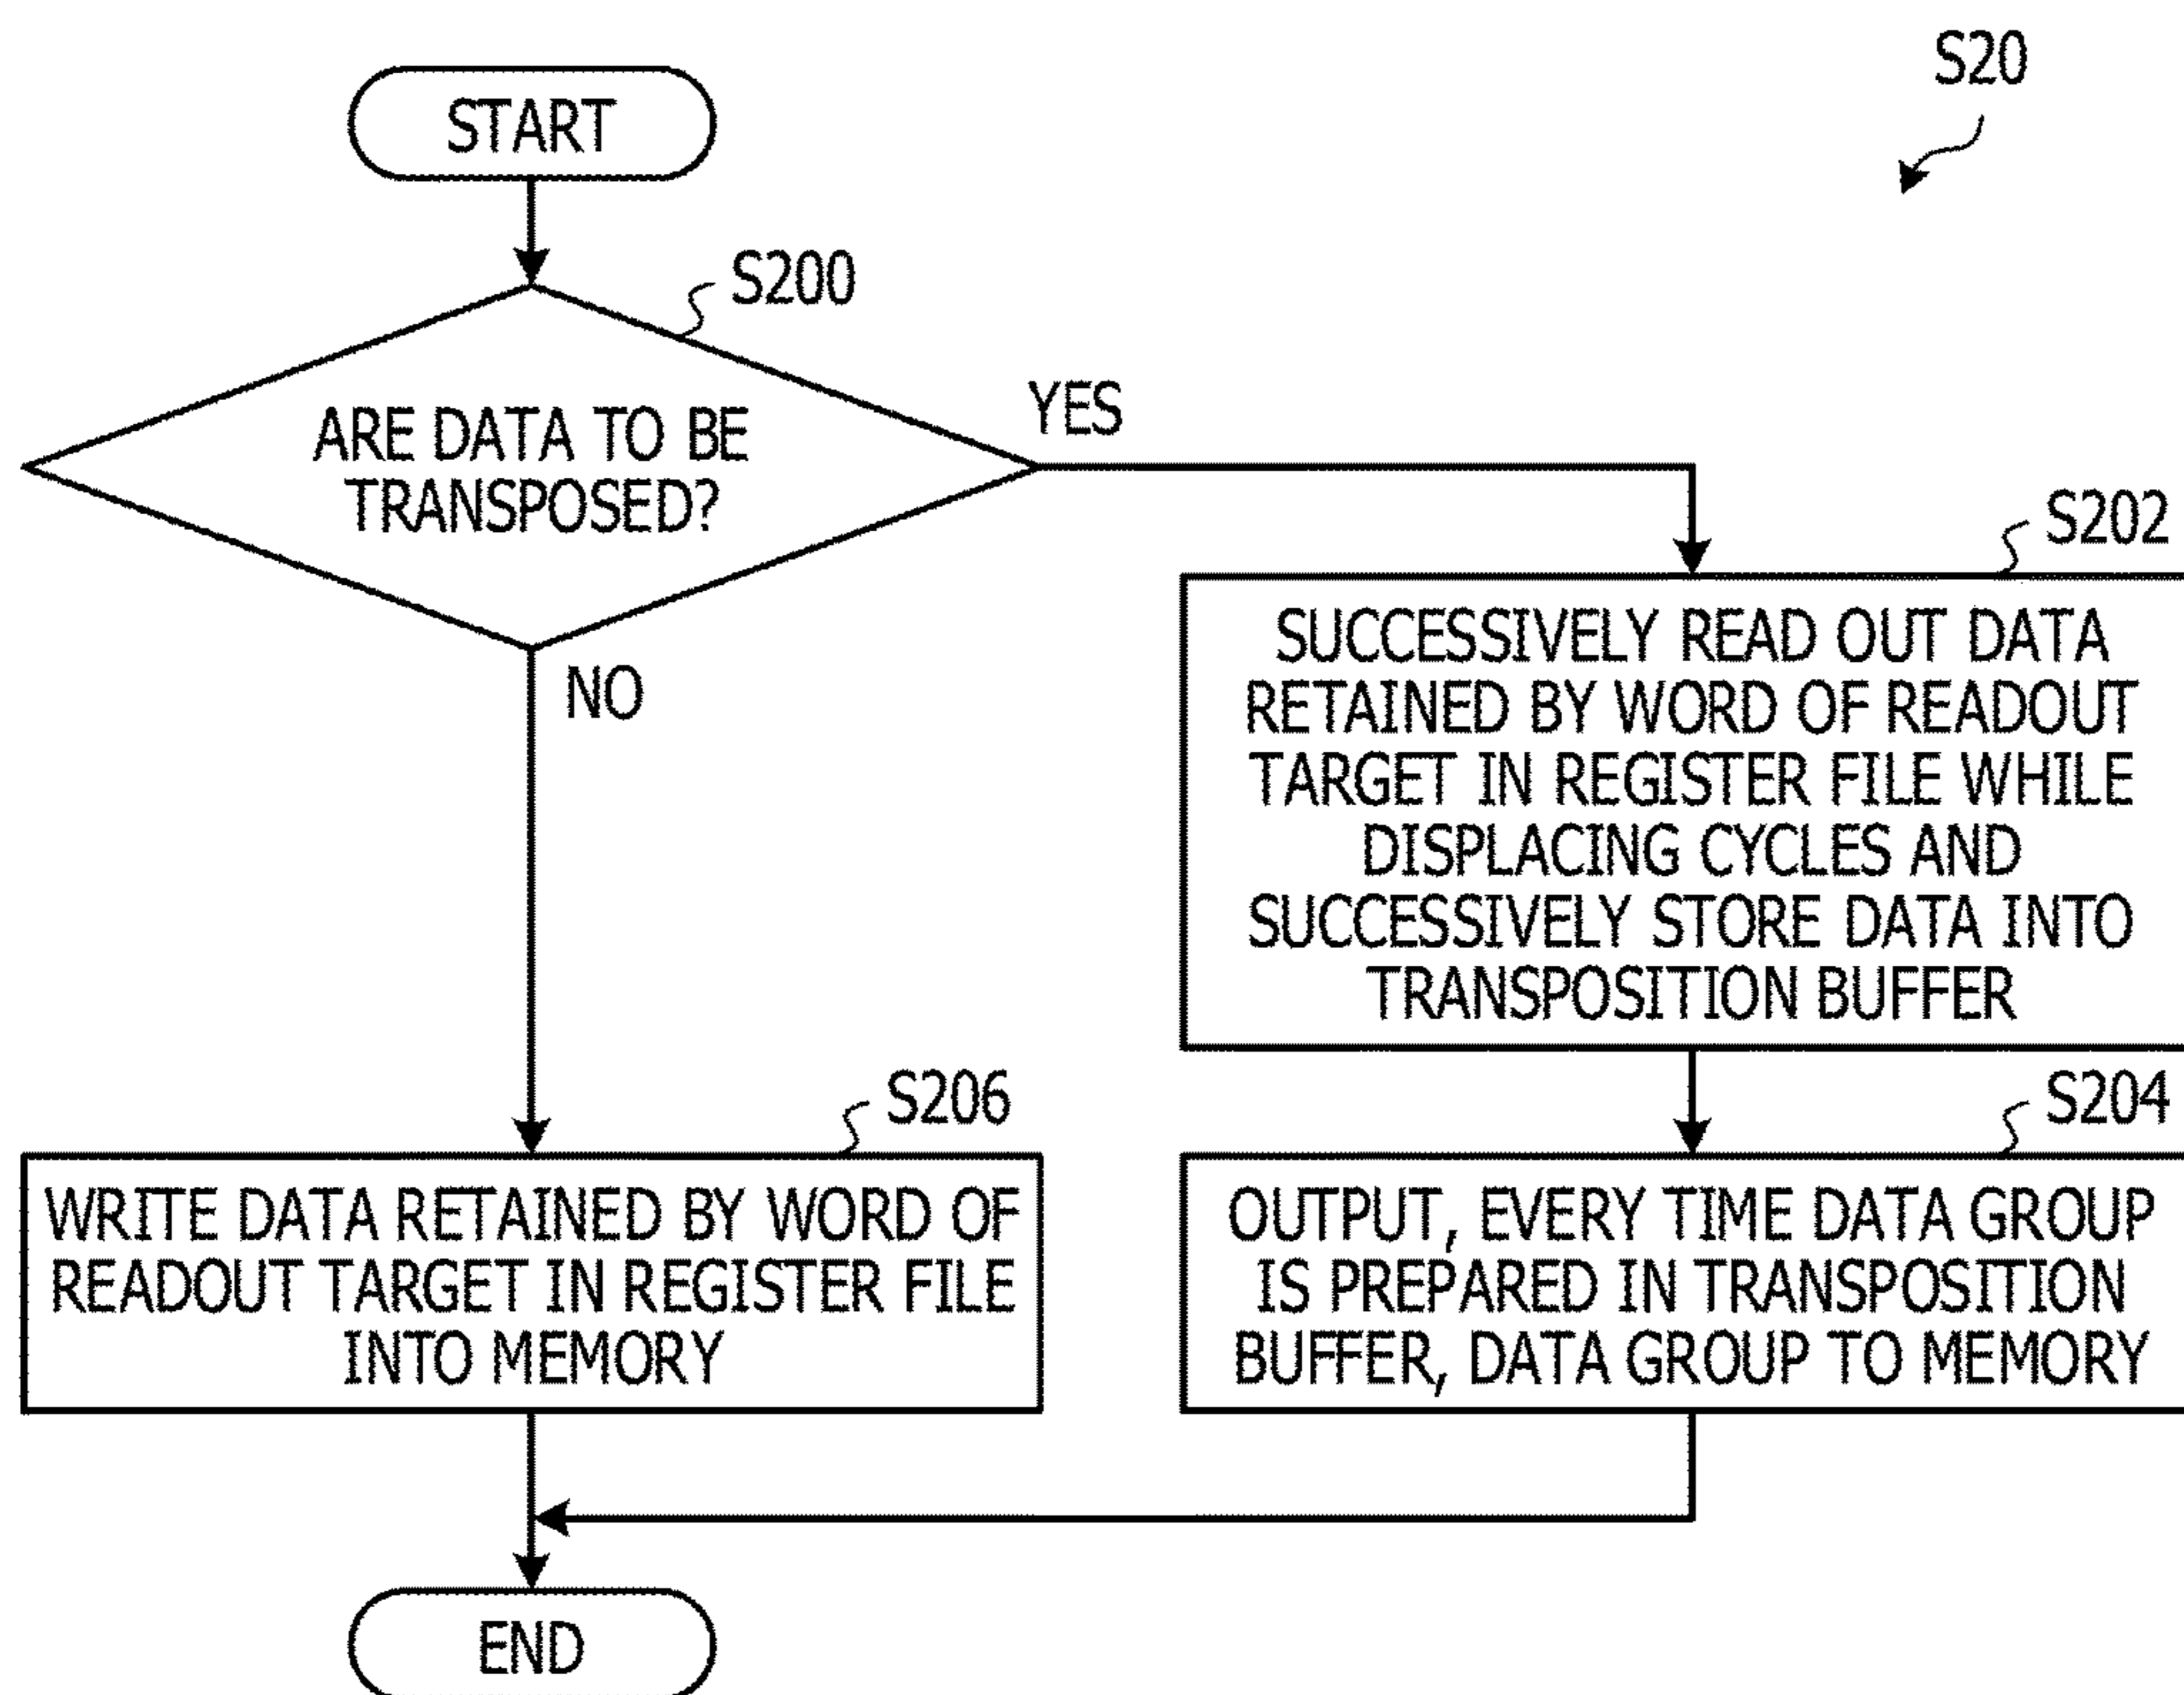 S20
START
S200
ARE DATA TO BE
TRANSPOSED?
YES
NO
S202
SUCCESSIVELY READ OUT DATA
RETAINED BY WORD OF READOUT
TARGET IN REGISTER FILE WHILE
DISPLACING CYCLES AND
SUCCESSIVELY STORE DATA INTO
TRANSPOSITION BUFFER
S206
WRITE DATA RETAINED BY WORD OF
READOUT TARGET IN REGISTER FILE
INTO MEMORY
S204
OUTPUT, EVERY TIME DATA GROUP
IS PREPARED IN TRANSPOSITION
BUFFER, DATA GROUP TO MEMORY
END